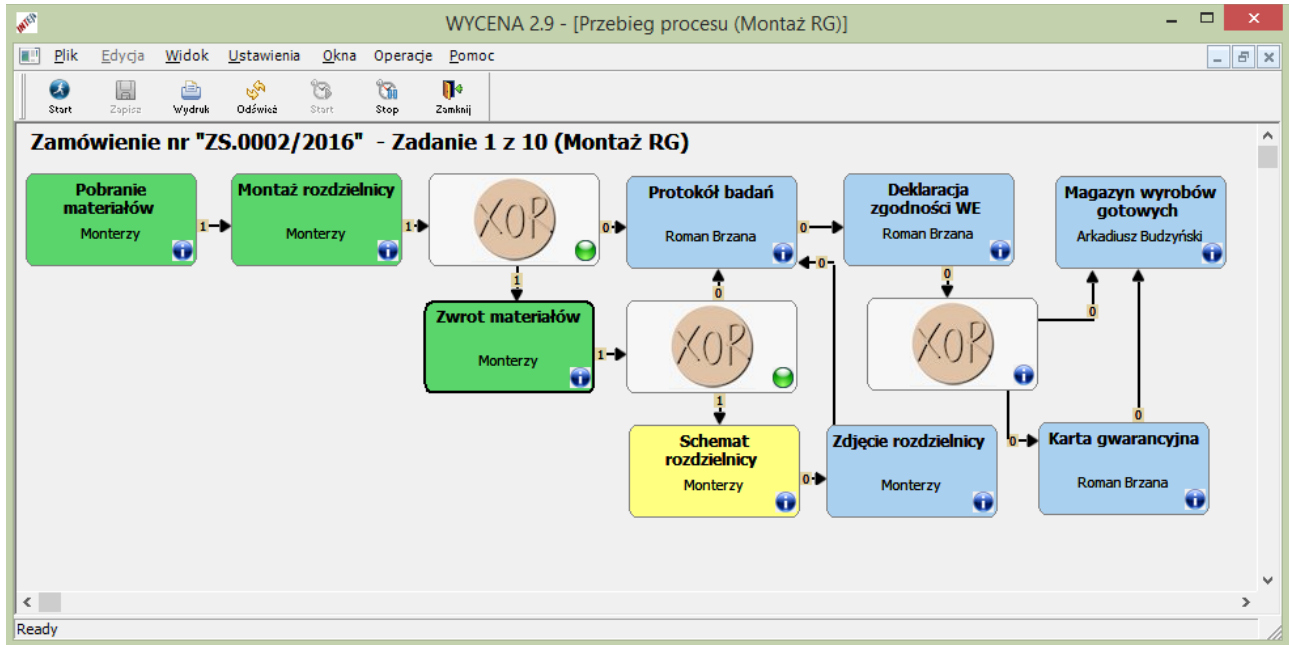 INTER
WYCENA 2.9 - [Przebieg procesu (Montaż RG)]
Plik Edycja Widok Ustawienia Okna Operacje Pomoc
Start Zapisz Wydruk Odśwież Start Stop Zamknij
Zamówienie nr "ZS.0002/2016" - Zadanie 1 z 10 (Montaż RG)
Pobranie
materiałów
Monterzy
1
Montaż rozdzielnicy
Monterzy
1
XOR
0
Protokół badań
Roman Brzana
0
Deklaracja
zgodności WE
Roman Brzana
Magazyn wyrobów
gotowych
Arkadiusz Budzyński
0
1
0
0
Zwrot materiałów
Monterzy
1
XOR
XOR
0
1
0
Schemat
rozdzielnicy
Monterzy
0
Zdjęcie rozdzielnicy
Monterzy
0
Karta gwarancyjna
Roman Brzana
Ready